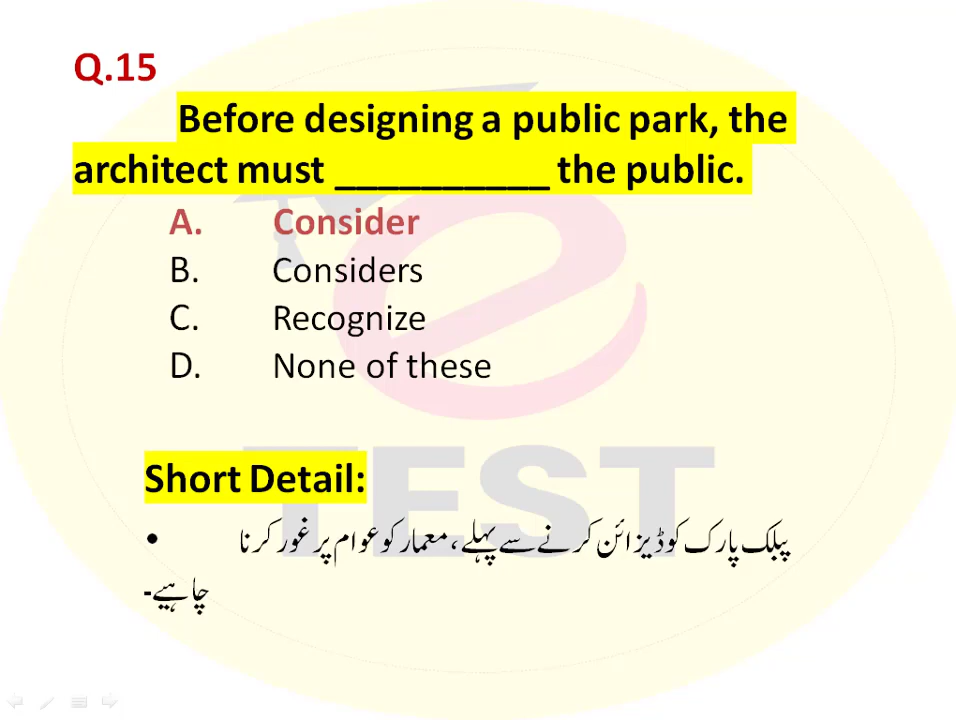 Q.15
Before designing a public park, the
architect must __________ the public.
A. Consider
B. Considers
C. Recognize
D. None of these
Short Detail:
• پبلک پارک کو ڈیزائن کرنے سے پہلے، معمار کو عوام پر غور کرنا
چاہیے-
e
TEST